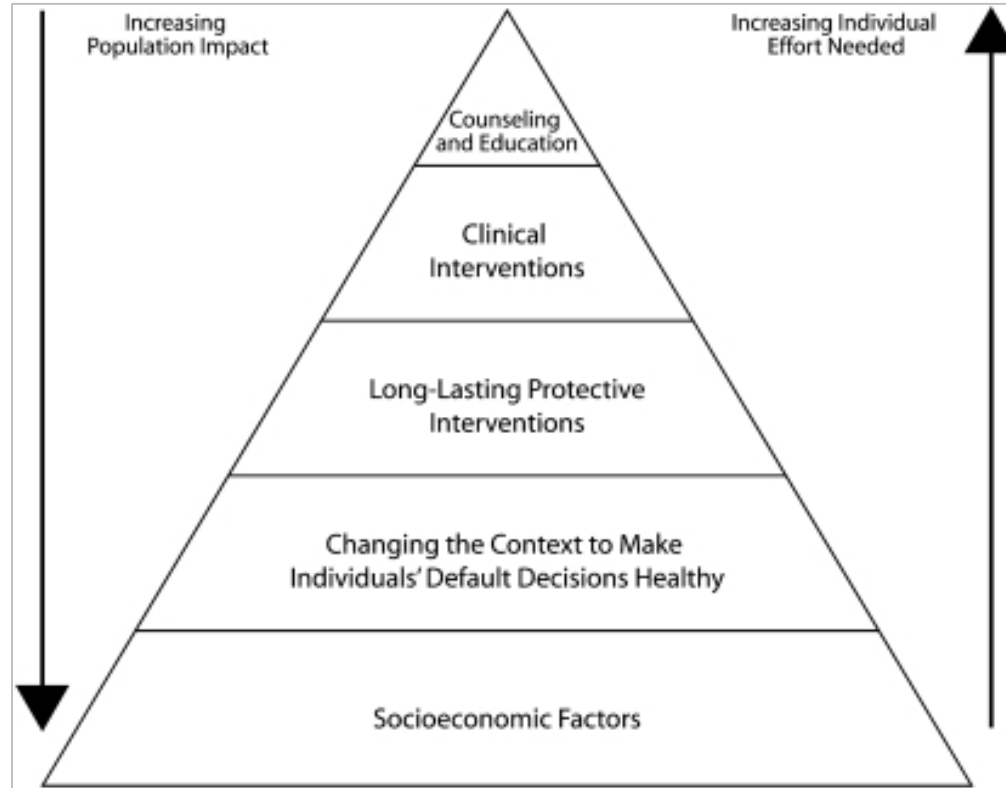 Increasing
Population Impact
Increasing Individual
Effort Needed
Counseling
and Education
Clinical
Interventions
Long-Lasting Protective
Interventions
Changing the Context to Make
Individuals' Default Decisions Healthy
Socioeconomic Factors